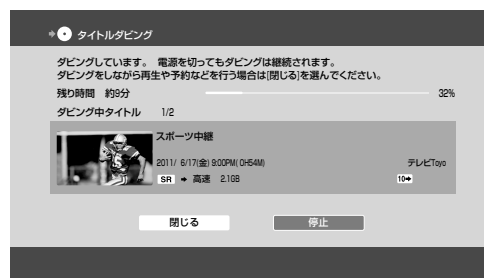 タイトルダビング
ダビングしています。 電源を切ってもダビングは継続されます。
ダビングをしながら再生や予約などを行う場合は[閉じる]を選んでください。
残り時間 約9分 32%
ダビング中タイトル 1/2
スポーツ中継
2011/ 6/17(金) 9:00PM( 0H54M) テレビToyo
SR ➡ 高速 2.1GB 10➡
閉じる 停止